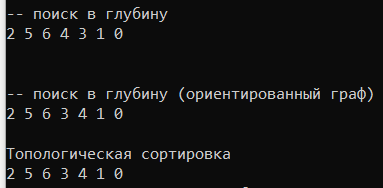 -- поиск в глубину
2 5 6 4 3 1 0
-- поиск в глубину (ориентированный граф)
2 5 6 3 4 1 0
Топологическая сортировка
2 5 6 3 4 1 0